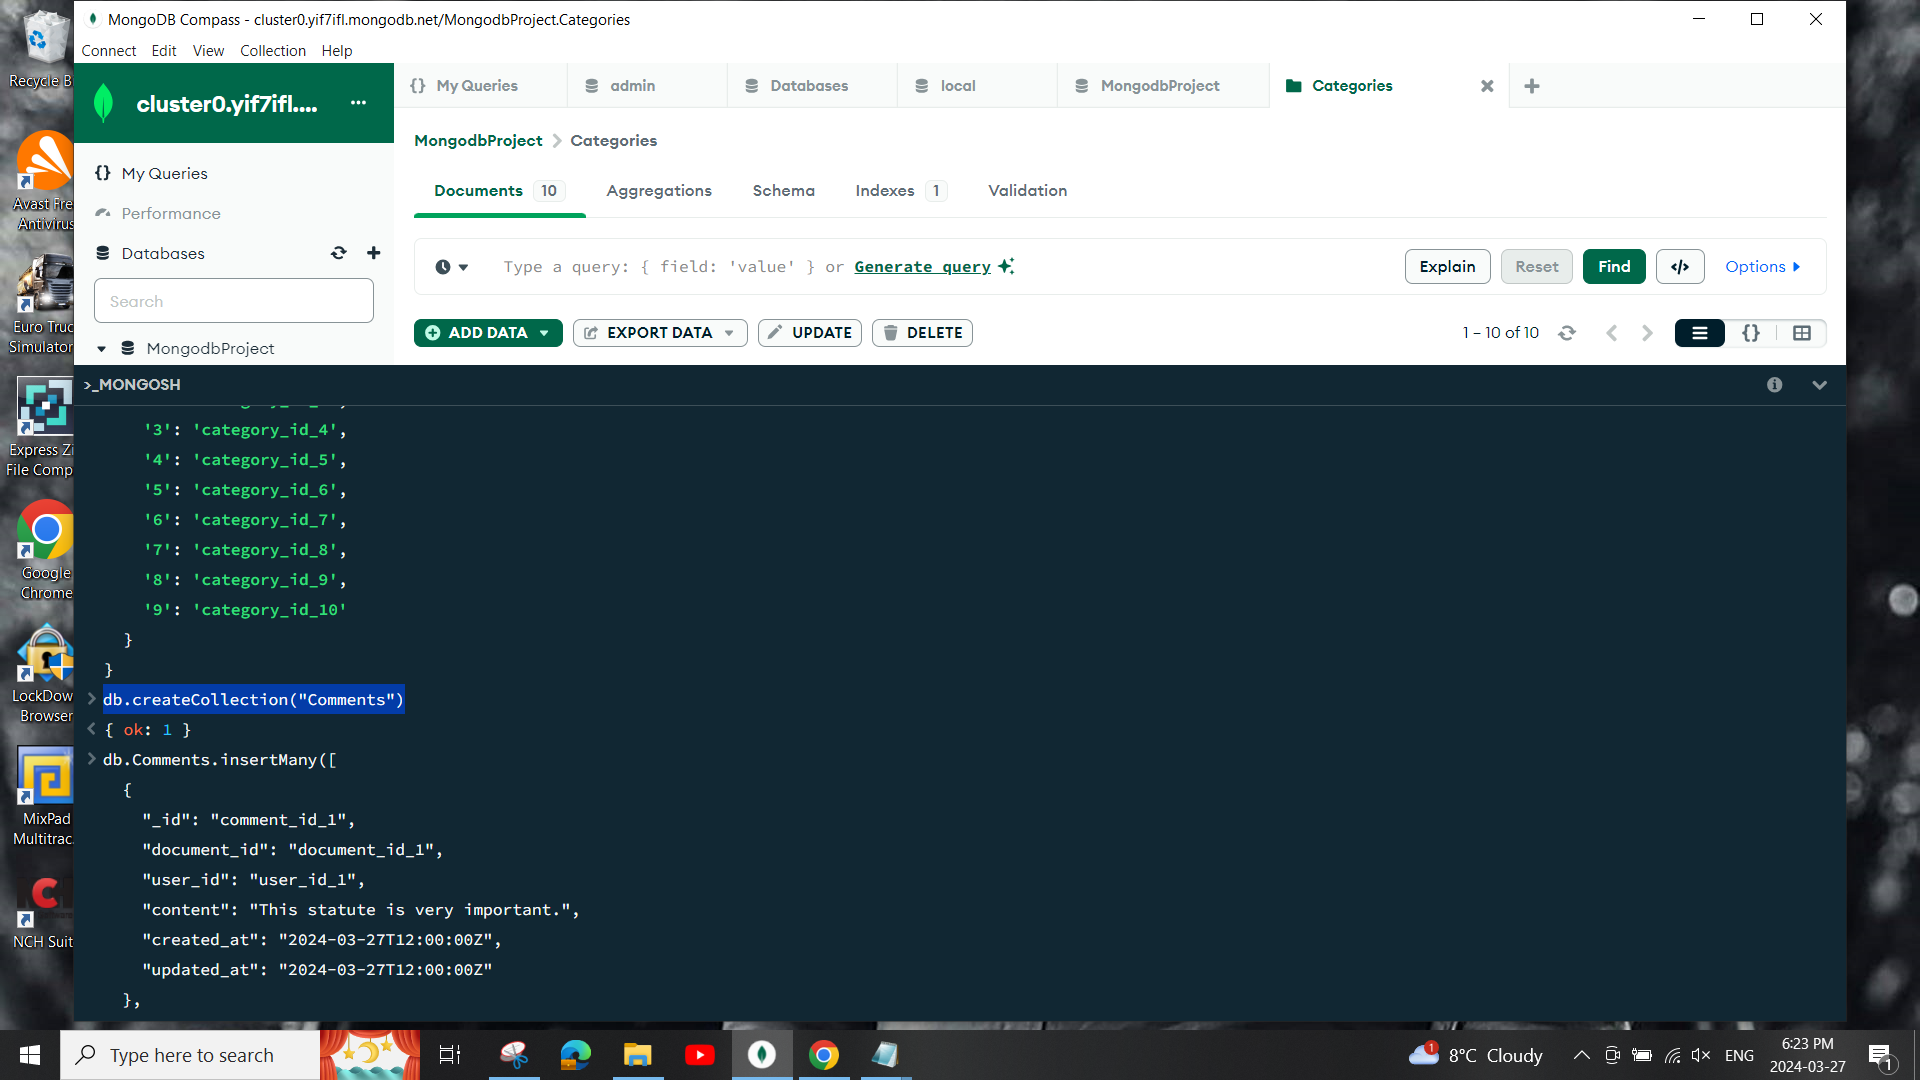 MongoDB Compass - cluster0.yif7ifl.mongodb.net/MongodbProject.Categories
Connect Edit View Collection Help
Recycle B
cluster0.yif7ifl....
My Queries
admin
Databases
local
MongodbProject
Categories
MongodbProject > Categories
My Queries
Performance
Databases
Search
MongodbProject
Documents 10 Aggregations Schema Indexes 1 Validation
Type a query: { field: 'value' } or Generate query
Explain Reset Find </> Options
ADD DATA EXPORT DATA UPDATE DELETE
1 – 10 of 10
{}
>_MONGOSH
'3': 'category_id_4',
'4': 'category_id_5',
'5': 'category_id_6',
'6': 'category_id_7',
'7': 'category_id_8',
'8': 'category_id_9',
'9': 'category_id_10'
}
}
> db.createCollection("Comments")
< { ok: 1 }
> db.Comments.insertMany([
{
"_id": "comment_id_1",
"document_id": "document_id_1",
"user_id": "user_id_1",
"content": "This statute is very important.",
"created_at": "2024-03-27T12:00:00Z",
"updated_at": "2024-03-27T12:00:00Z"
},
Avast Fre
Antivirus
Euro Truc
Simulator
Express Zi
File Comp
Google
Chrome
LockDow
Browser
MixPad
Multitrac.
NCH Suit
Type here to search
1
8°C Cloudy
ENG
6:23 PM
2024-03-27
1